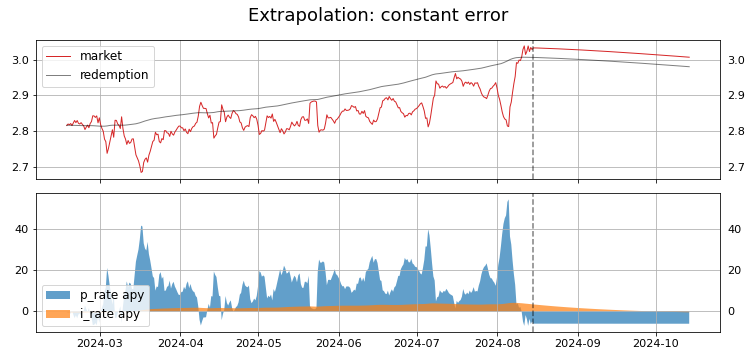 Extrapolation: constant error
market
redemption
3.0 3.0
2.9 2.9
2.8 2.8
2.7 2.7
40 40
20 20
0 0
p_rate apy
i_rate apy
2024-03 2024-04 2024-05 2024-06 2024-07 2024-08 2024-09 2024-10